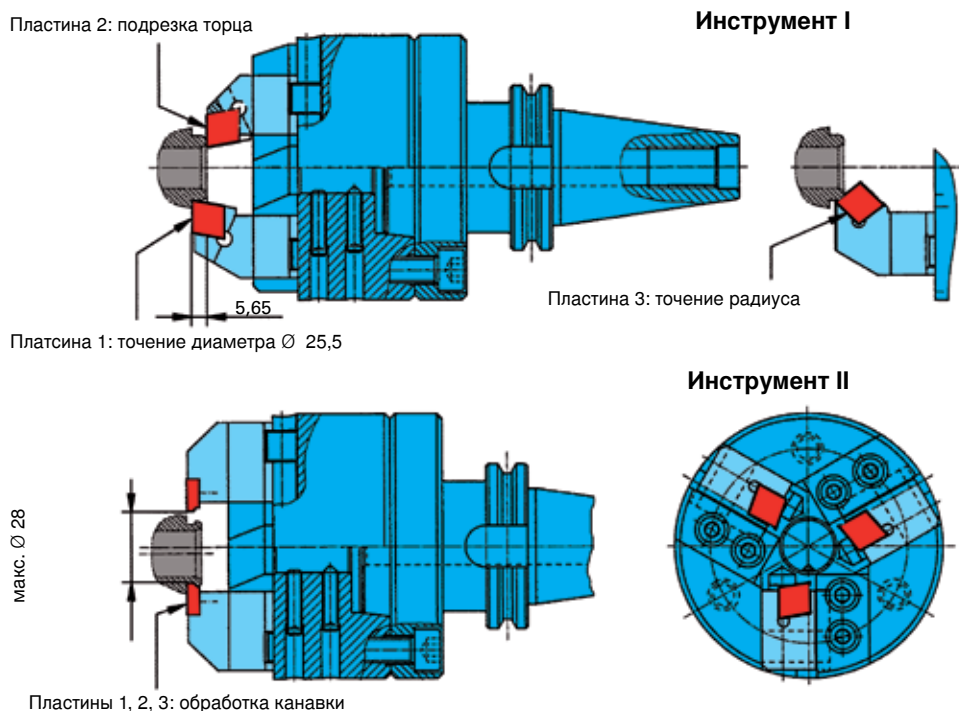 Пластина 2: подрезка торца
Инструмент I
5,65
Пластина 3: точение радиуса
Платсина 1: точение диаметра Ø 25,5
Инструмент II
макс. Ø 28
Пластины 1, 2, 3: обработка канавки